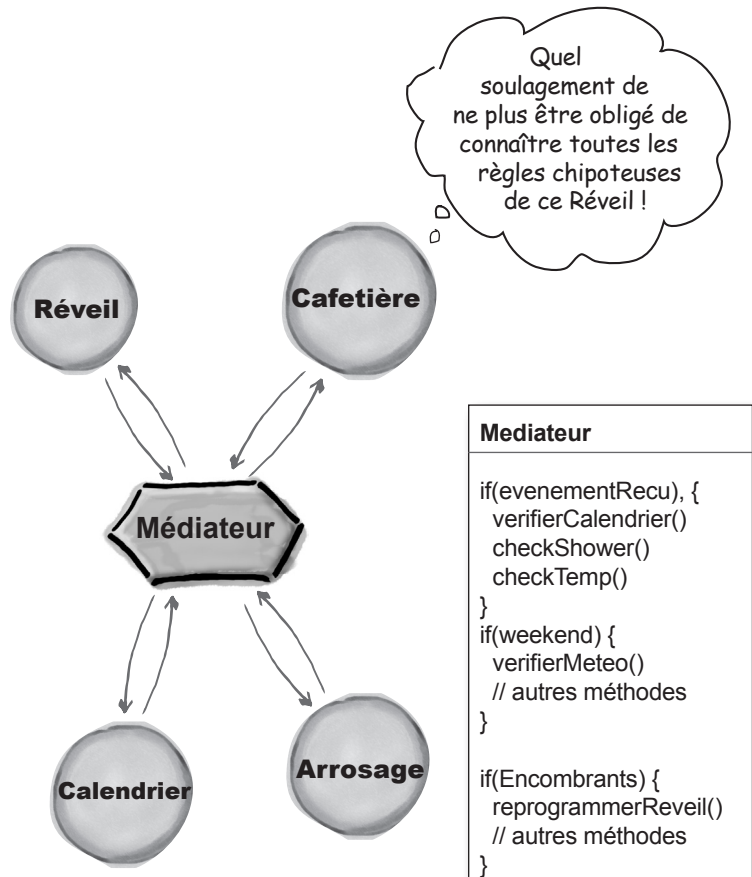 Quel
soulagement de
ne plus être obligé de
connaître toutes les
règles chipoteuses
de ce Réveil !
Réveil
Cafetière
Médiateur
Calendrier
Arrosage
Mediateur
if(evenementRecu), {
verifierCalendrier()
checkShower()
checkTemp()
}
if(weekend) {
verifierMeteo()
// autres méthodes
}
if(Encombrants) {
reprogrammerReveil()
// autres méthodes
}